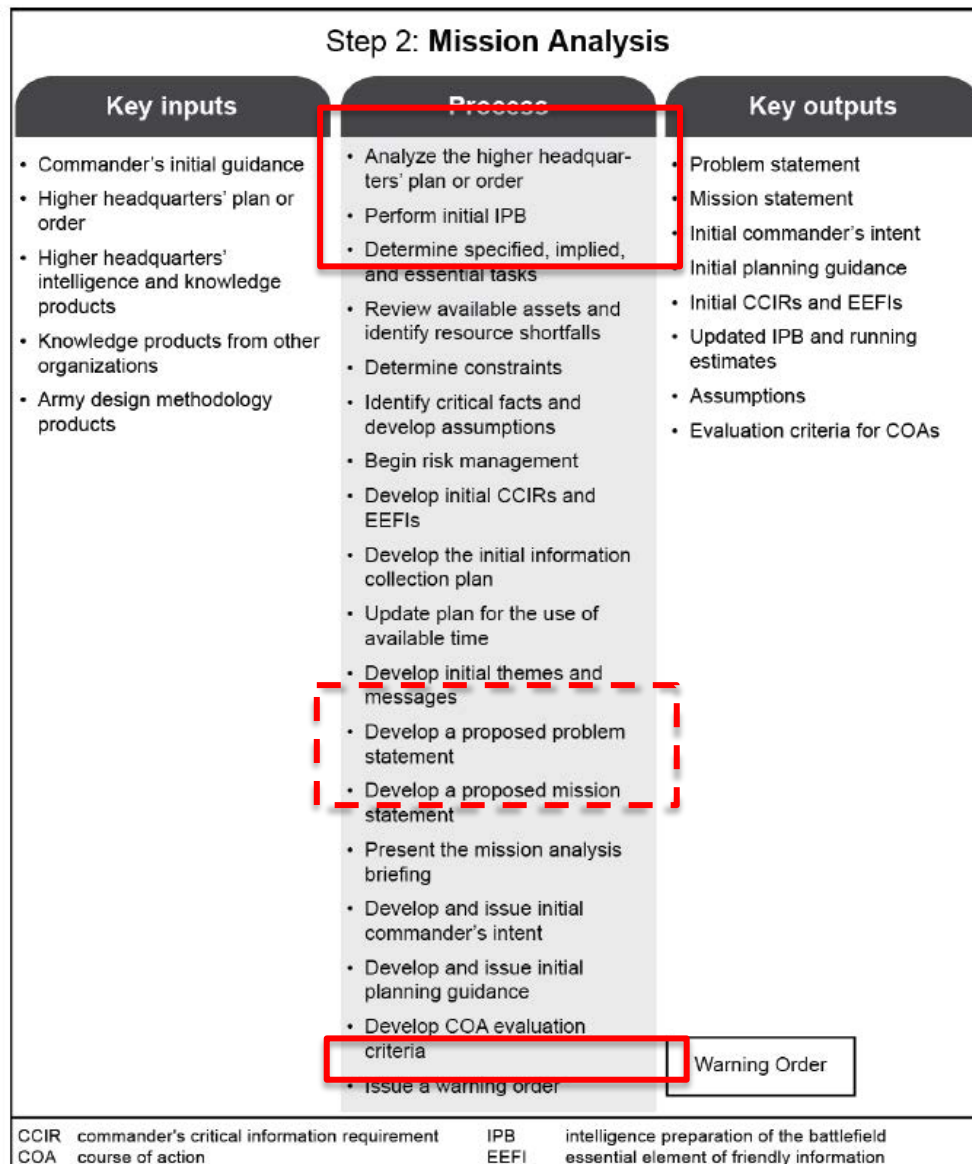 Step 2: Mission Analysis
Key inputs
• Commander's initial guidance
• Higher headquarters' plan or
order
• Higher headquarters'
intelligence and knowledge
products
• Knowledge products from other
organizations
• Army design methodology
products
Process
• Analyze the higher headquar-
ters' plan or order
• Perform initial IPB
• Determine specified, implied,
and essential tasks
• Review available assets and
identify resource shortfalls
• Determine constraints
• Identify critical facts and
develop assumptions
• Begin risk management
• Develop initial CCIRs and
EEFIs
• Develop the initial information
collection plan
• Update plan for the use of
available time
• Develop initial themes and
messages
• Develop a proposed problem
statement
• Develop a proposed mission
statement
• Present the mission analysis
briefing
• Develop and issue initial
commander's intent
• Develop and issue initial
planning guidance
• Develop COA evaluation
criteria
• Issue a warning order
Key outputs
• Problem statement
• Mission statement
• Initial commander's intent
• Initial planning guidance
• Initial CCIRs and EEFIs
• Updated IPB and running
estimates
• Assumptions
• Evaluation criteria for COAs
Warning Order
CCIR commander's critical information requirement IPB intelligence preparation of the battlefield
COA course of action EEFI essential element of friendly information